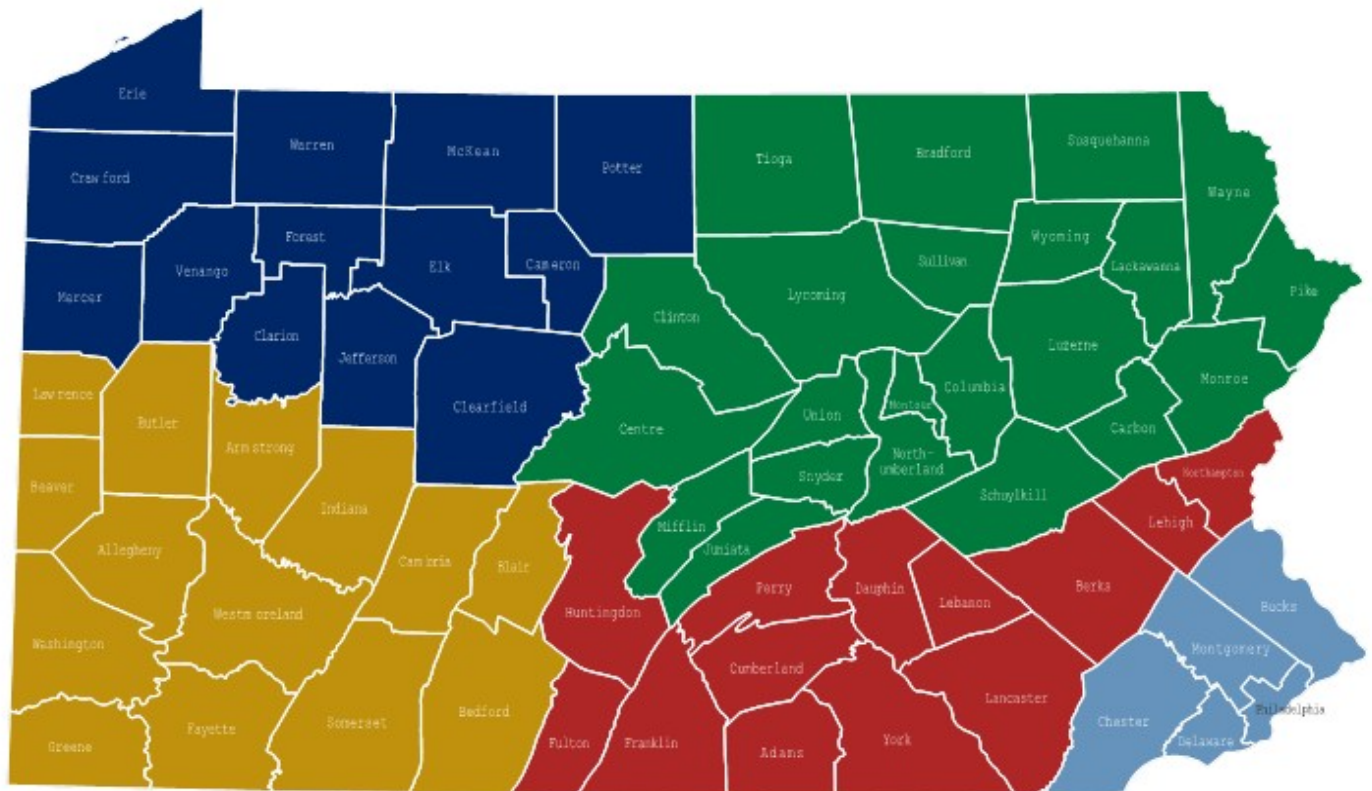 Erie
Warren
McKean
Potter
Tioga
Bradford
Susquehanna
Wayne
Crawford
Forest
Elk
Cameron
Venango
Mercer
Clarion
Jefferson
Clearfield
Clinton
Lycoming
Sullivan
Wyoming
Lackawanna
Pike
Luzerne
Monroe
Columbia
Montour
Union
Centre
Carbon
North-
umberland
Snyder
Schuylkill
Mifflin
Juniata
Lawrence
Butler
Armstrong
Beaver
Indiana
Allegheny
Cambria
Blair
Westmoreland
Washington
Greene
Fayette
Somerset
Bedford
Huntingdon
Perry
Dauphin
Lebanon
Berks
Lehigh
Northampton
Cumberland
Lancaster
Fulton
Franklin
Adams
York
Bucks
Montgomery
Chester
Delaware
Philadelphia